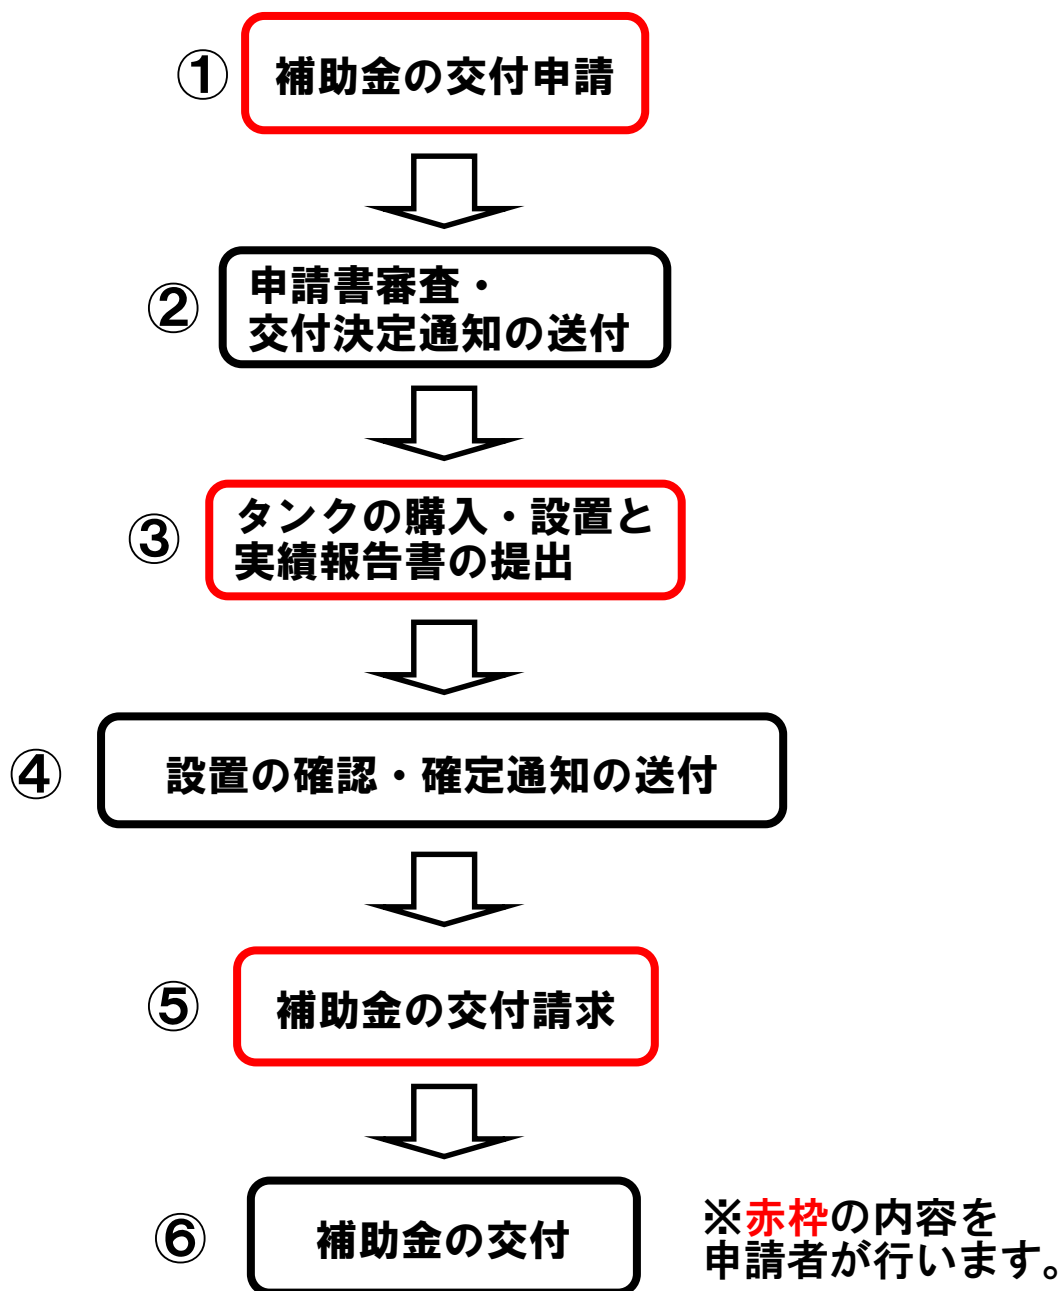 ① 補助金の交付申請
② 申請書審査・
交付決定通知の送付
③ タンクの購入・設置と
実績報告書の提出
④ 設置の確認・確定通知の送付
⑤ 補助金の交付請求
⑥ 補助金の交付
※赤枠の内容を
申請者が行います。